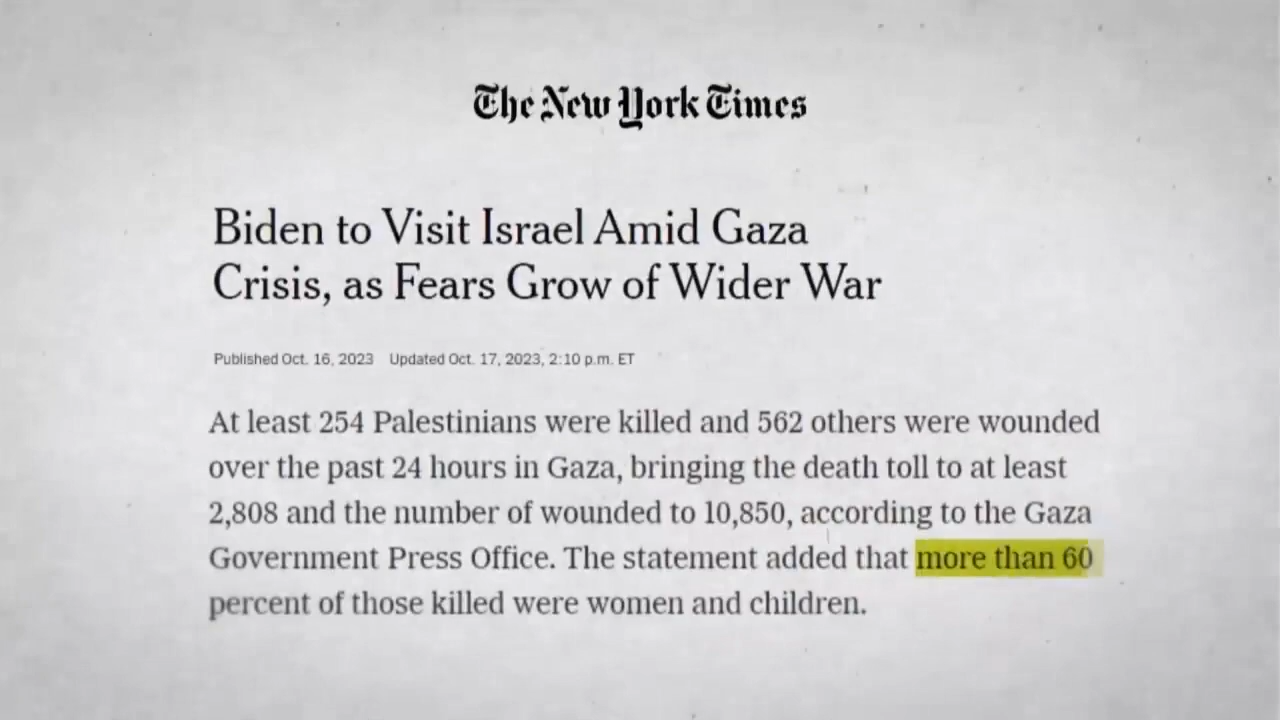 The New York Times
Biden to Visit Israel Amid Gaza
Crisis, as Fears Grow of Wider War
Published Oct. 16, 2023 Updated Oct. 17, 2023, 2:10 p.m. ET
At least 254 Palestinians were killed and 562 others were wounded
over the past 24 hours in Gaza, bringing the death toll to at least
2,808 and the number of wounded to 10,850, according to the Gaza
Government Press Office. The statement added that more than 60
percent of those killed were women and children.